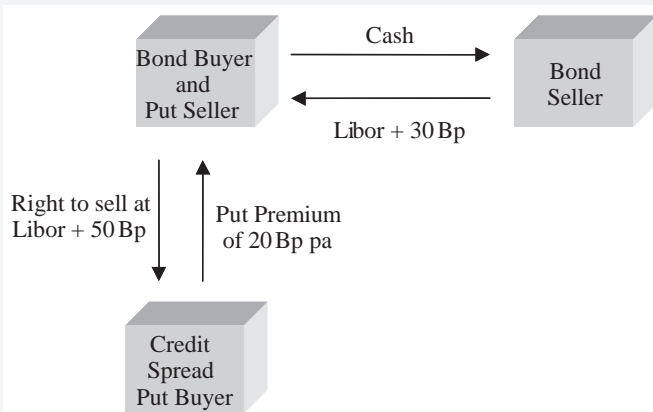 Cash
Bond Buyer
and
Put Seller
Bond
Seller
Libor + 30 Bp
Right to sell at
Libor + 50 Bp
Put Premium
of 20 Bp pa
Credit
Spread
Put Buyer